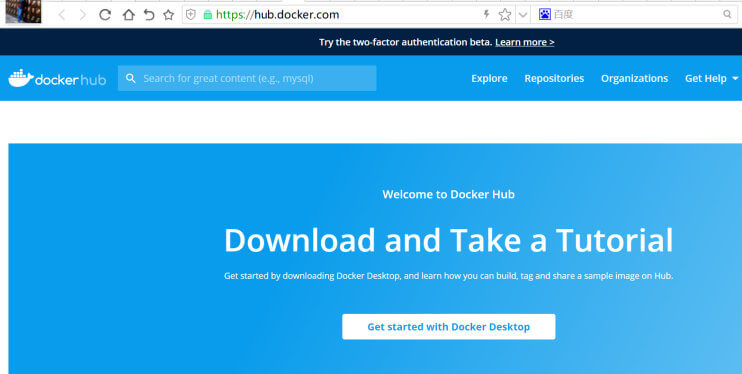 https://hub.docker.com
百度
Try the two-factor authentication beta. Learn more >
dockerhub
Search for great content (e.g., mysql)
Explore
Repositories
Organizations
Get Help
Welcome to Docker Hub
Download and Take a Tutorial
Get started by downloading Docker Desktop, and learn how you can build, tag and share a sample image on Hub.
Get started with Docker Desktop